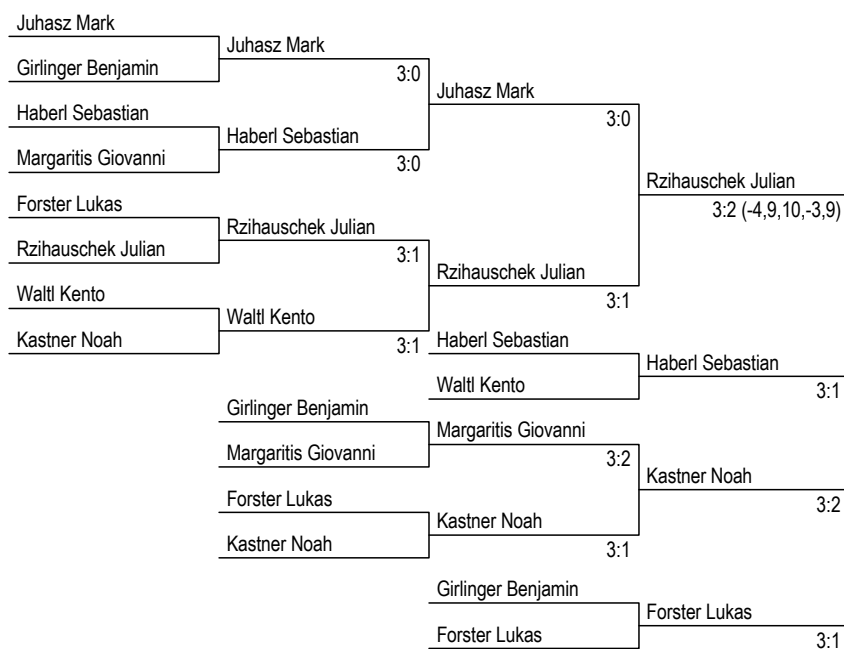 Juhasz Mark
Juhasz Mark
Girlinger Benjamin
3:0
Juhasz Mark
Haberl Sebastian
3:0
Haberl Sebastian
Margaritis Giovanni
3:0
Rzihauschek Julian
Forster Lukas
3:2 (-4,9,10,-3,9)
Rzihauschek Julian
Rzihauschek Julian
3:1
Rzihauschek Julian
Waltl Kento
3:1
Waltl Kento
Kastner Noah
3:1
Haberl Sebastian
Haberl Sebastian
Waltl Kento
3:1
Girlinger Benjamin
Margaritis Giovanni
Margaritis Giovanni
3:2
Kastner Noah
Forster Lukas
3:2
Kastner Noah
Kastner Noah
3:1
Girlinger Benjamin
Forster Lukas
Forster Lukas
3:1